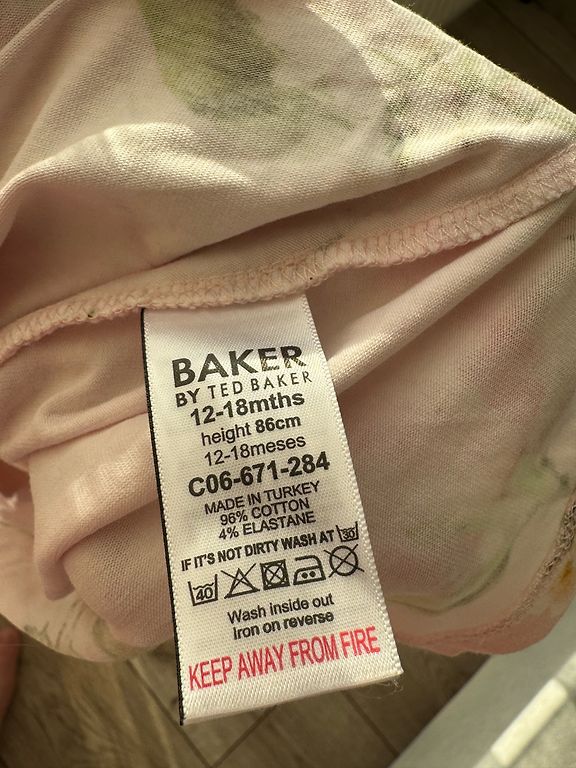 BAKER
BY TED BAKER
12-18mths
height 86cm
12-18meses
C06-671-284
MADE IN TURKEY
96% COTTON
4% ELASTANE
IF IT'S NOT DIRTY WASH AT 30
40
Wash inside out
Iron on reverse
KEEP AWAY FROM FIRE